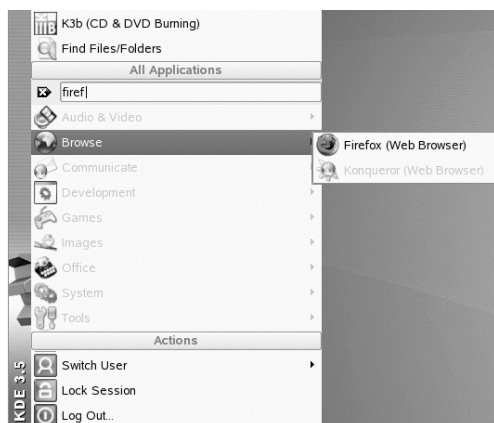 K3b (CD & DVD Burning)
Find Files/Folders
All Applications
firef
Audio & Video
Browse
Firefox (Web Browser)
Konqueror (Web Browser)
Communicate
Development
Games
Images
Office
System
Tools
Actions
Switch User
Lock Session
Log Out...
KDE 3.5